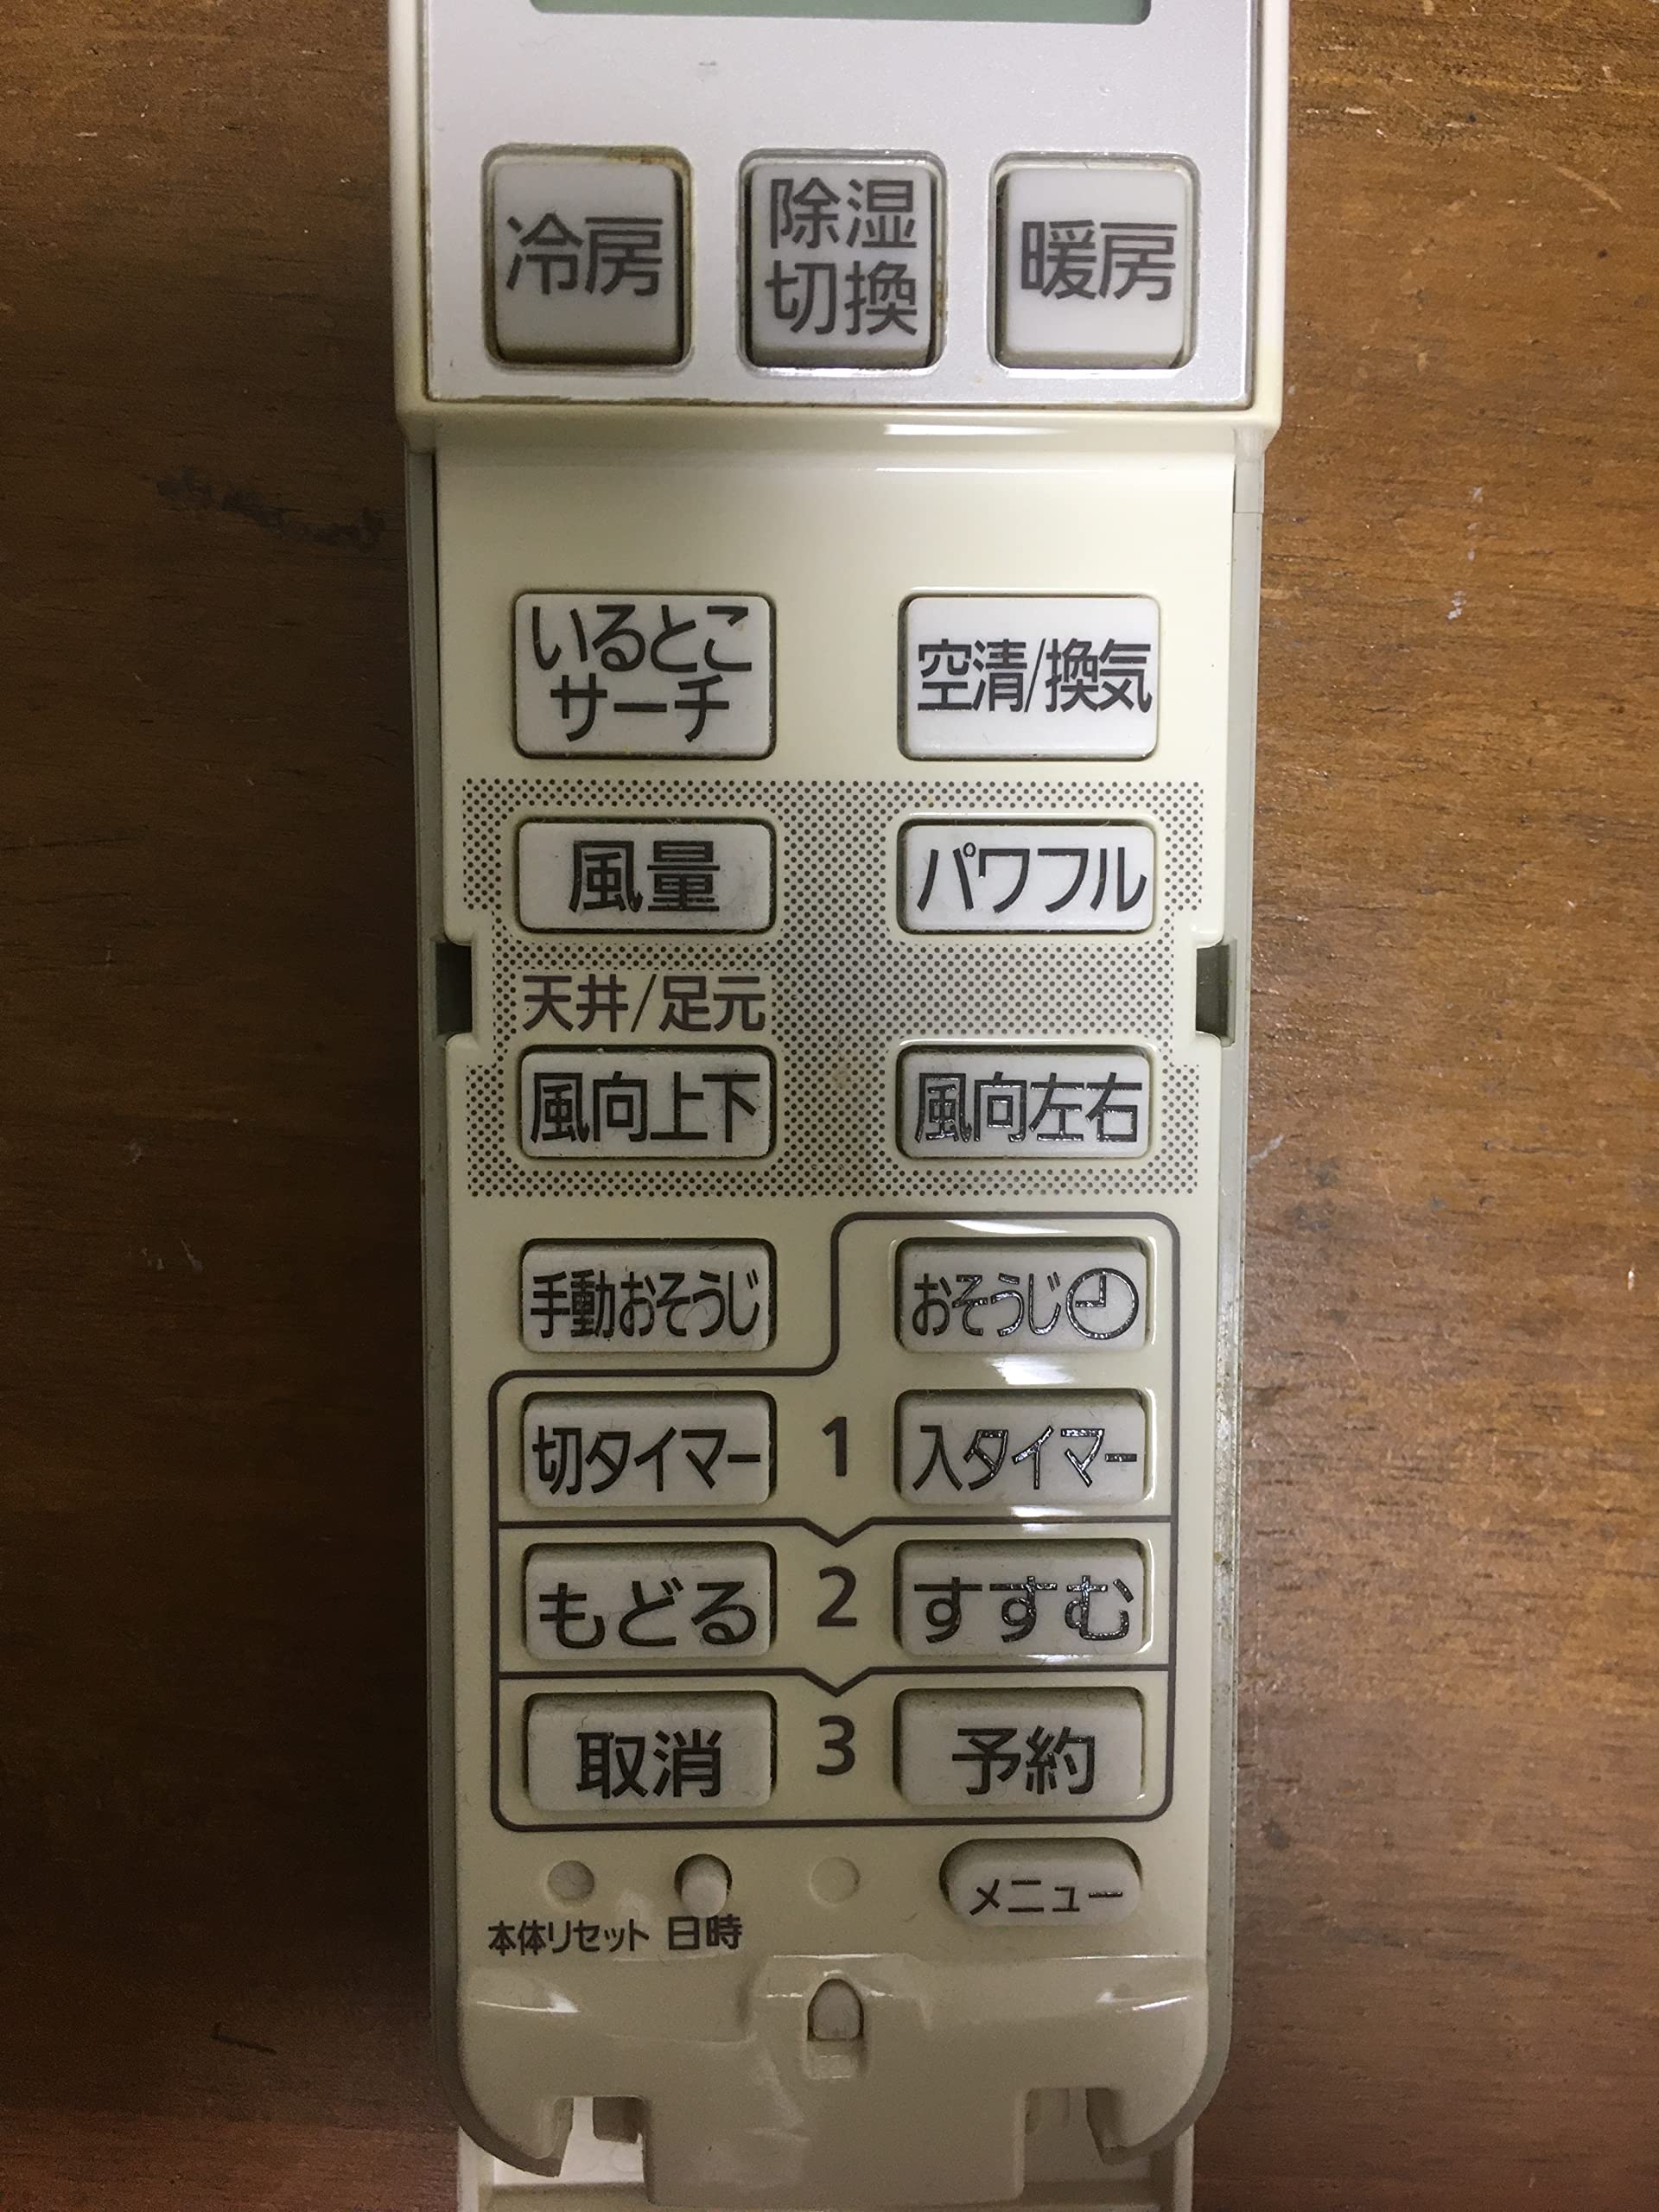 冷房
除湿
切換
暖房
いるとこ
サーチ
空清/換気
風量
パワフル
天井/足元
風向上下
風向左右
手動おそうじ
おそうじ
切タイマー
1
入タイマー
もどる
2
すすむ
取消
3
予約
メニュー
本体リセット
日時